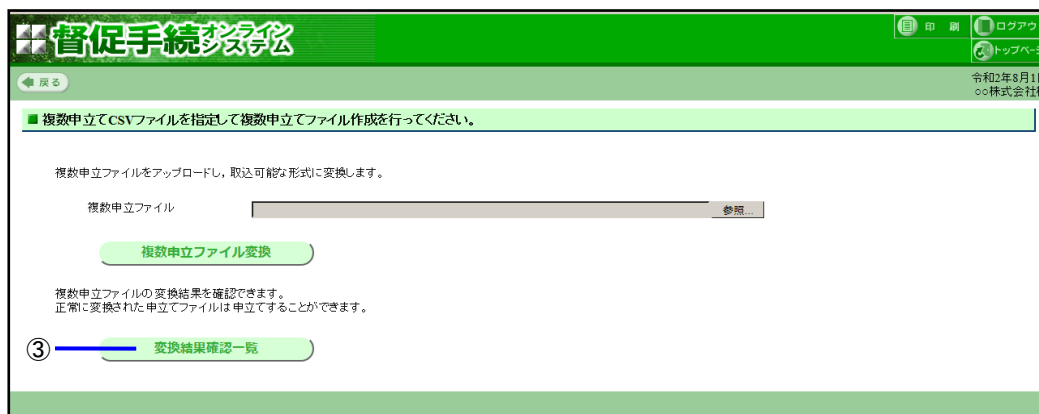 督促手続オンラインシステム
印 刷
ログアウ
トップペー
戻る
令和2年8月1
○○株式会社
■ 複数申立てCSVファイルを指定して複数申立てファイル作成を行ってください。
複数申立ファイルをアップロードし，取込可能な形式に変換します。
複数申立ファイル
参照...
複数申立ファイル変換
複数申立ファイルの変換結果を確認できます。
正常に変換された申立てファイルは申立てすることができます。
③
変換結果確認一覧